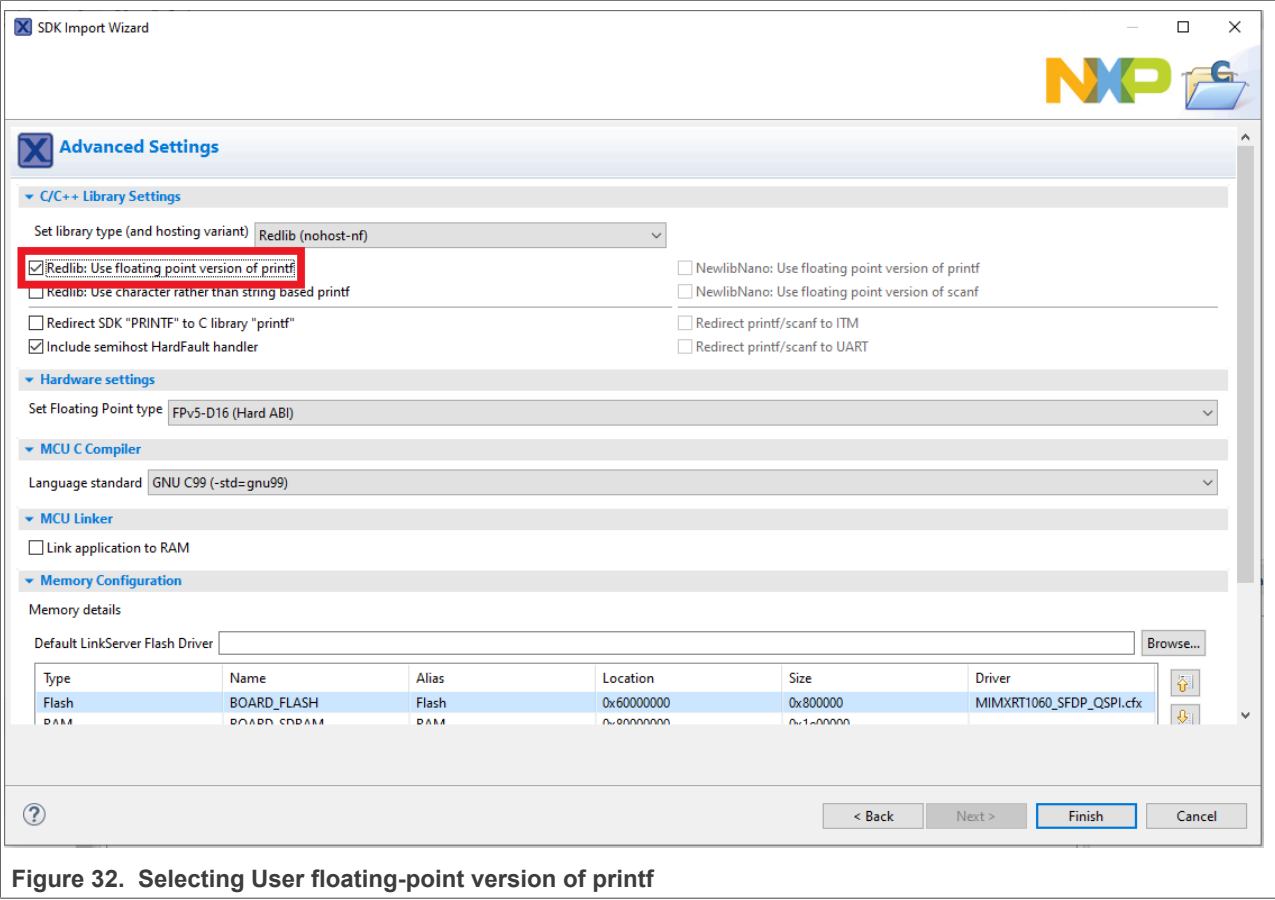 SDK Import Wizard
NXP
Advanced Settings
C/C++ Library Settings
Set library type (and hosting variant) Redlib (nohost-nf)
Redlib: Use floating point version of printf NewlibNano: Use floating point version of printf
Redlib: Use character rather than string based printf NewlibNano: Use floating point version of scanf
Redirect SDK "PRINTF" to C library "printf" Redirect printf/scanf to ITM
Include semihost HardFault handler Redirect printf/scanf to UART
Hardware settings
Set Floating Point type FPv5-D16 (Hard ABI)
MCU C Compiler
Language standard GNU C99 (-std=gnu99)
MCU Linker
Link application to RAM
Memory Configuration
Memory details
Default LinkServer Flash Driver Browse...
Type Name Alias Location Size Driver
Flash BOARD_FLASH Flash 0x60000000 0x800000 MIMXRT1060_SFDP_QSPI.cfx
RAM BOARD_SDRAM RAM 0x80000000 0x1e00000
< Back Next > Finish Cancel
Figure 32. Selecting User floating-point version of printf